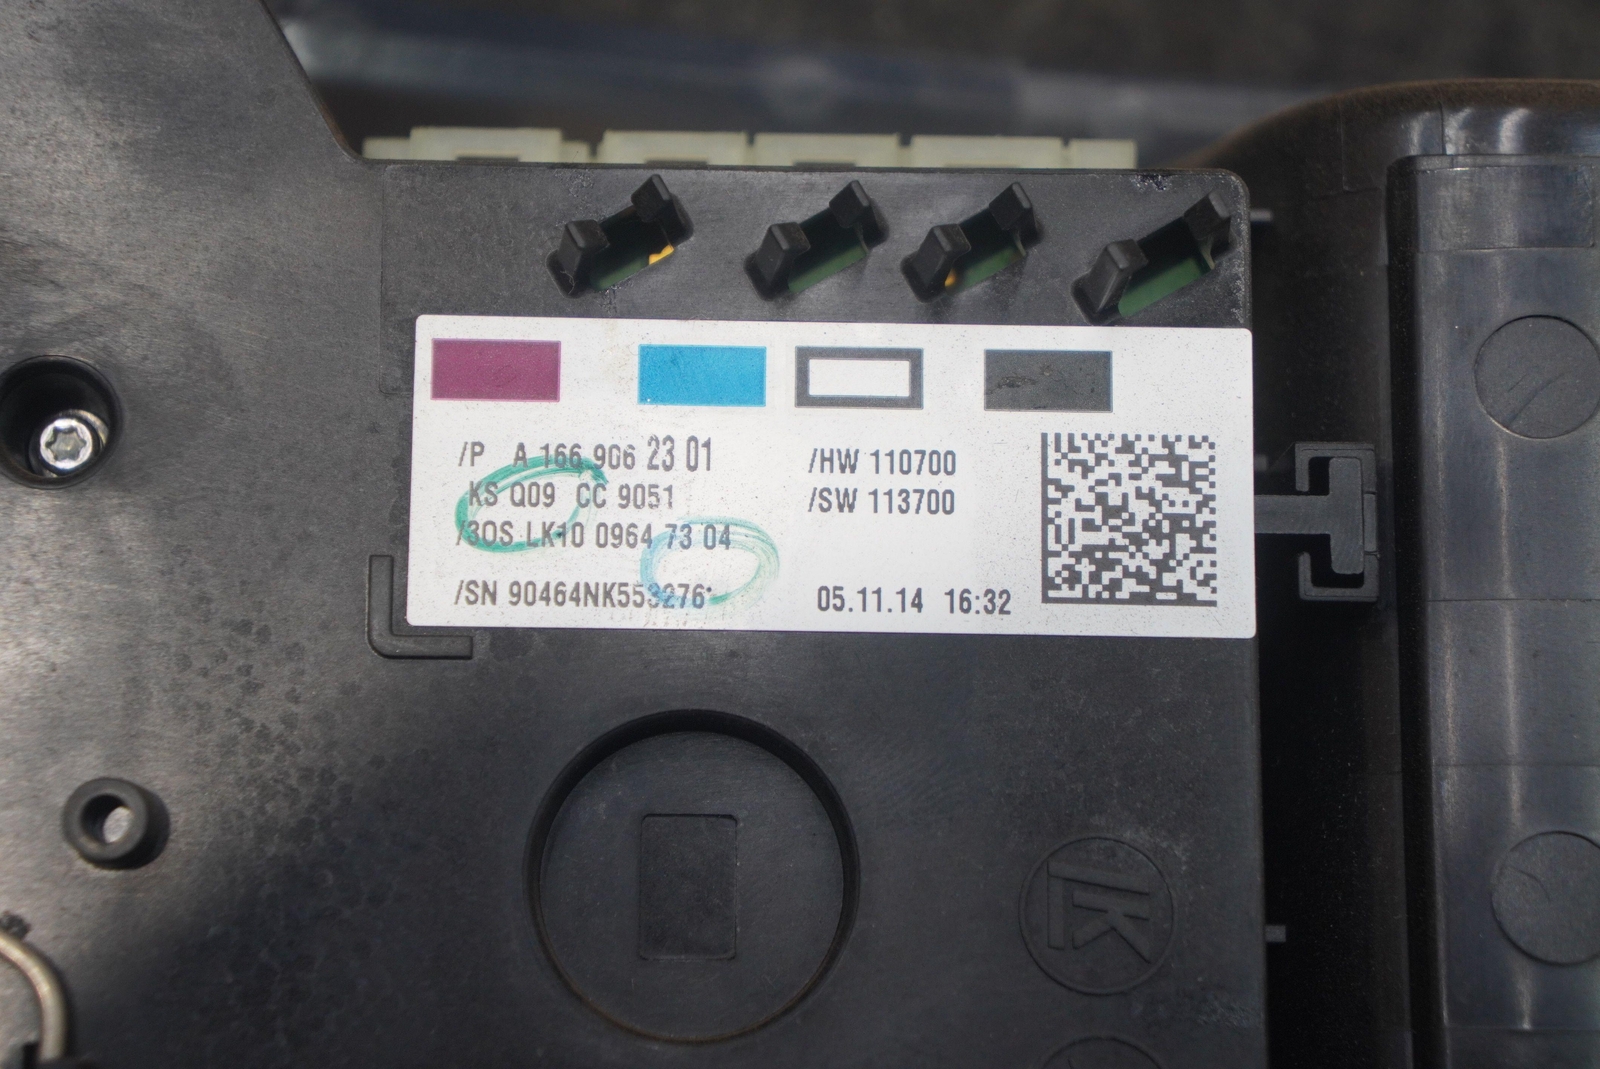 /P A 166 906 23 01
KS Q09 CC 9051
/3OS LK10 0964 73 04
/SN 90464NK553276*
/HW 110700
/SW 113700
05.11.14 16:32
LK